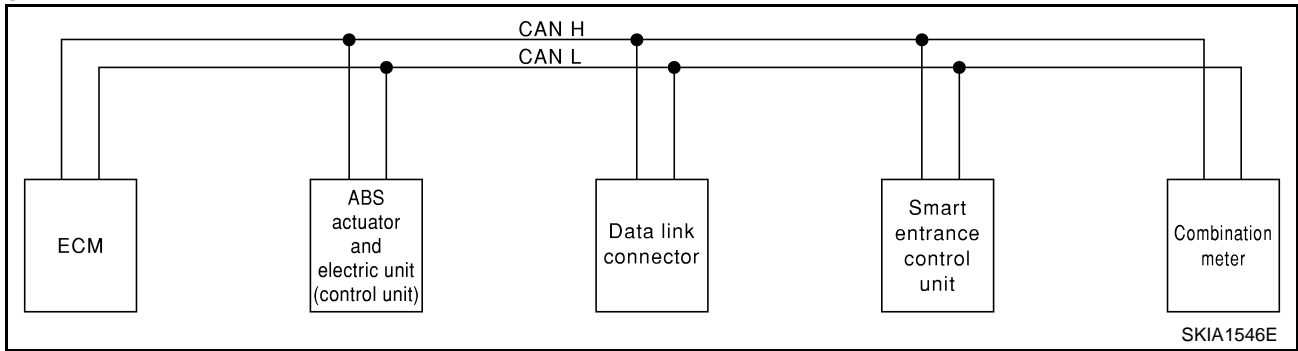 CAN H
CAN L
ECM
ABS
actuator
and
electric unit
(control unit)
Data link
connector
Smart
entrance
control
unit
Combination
meter
SKIA1546E